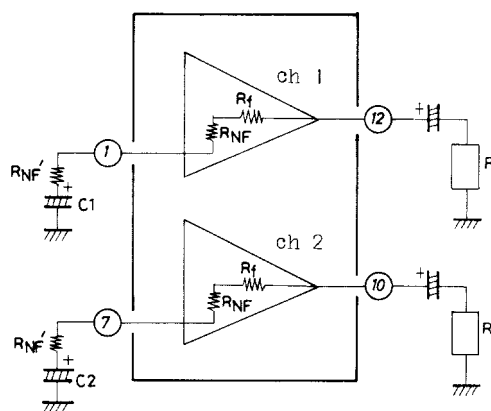 ch 1
Rf
RNF
12
+
1
RNF'
+
C1
R
ch 2
Rf
RNF
10
+
7
RNF'
+
C2
R